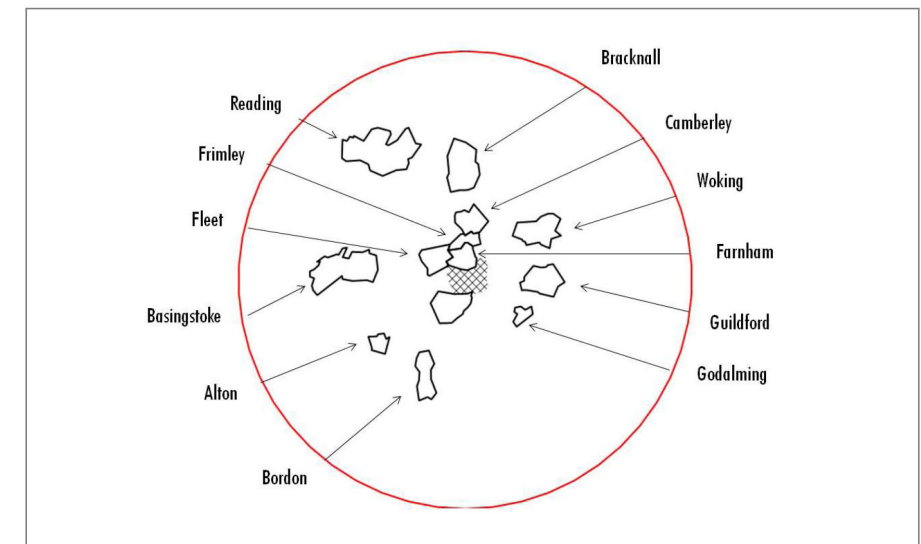 Bracknall
Reading
Camberley
Frimley
Woking
Fleet
Farnham
Basingstoke
Guildford
Godalming
Alton
Bordon